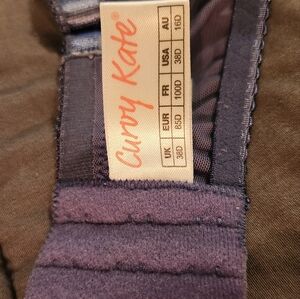 Curvy Kate
UK EUR FR USA AU
38D 85D 100D 38D 16D